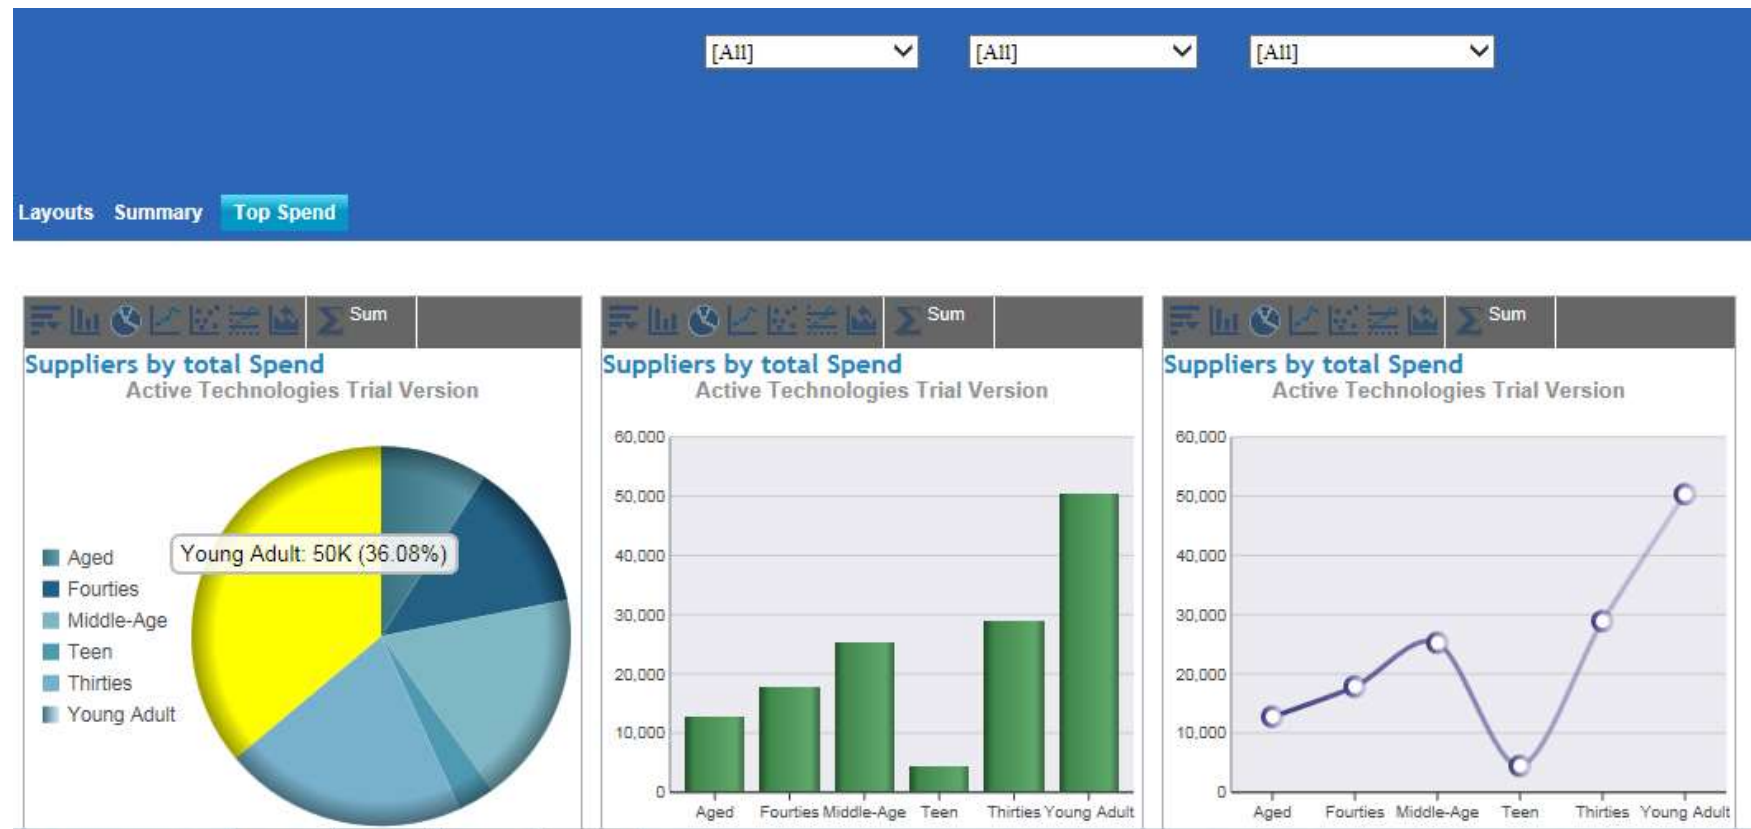 [All] [All] [All]
Layouts Summary Top Spend
Sum
Suppliers by total Spend
Active Technologies Trial Version
Young Adult: 50K (36.08%)
Aged
Fourties
Middle-Age
Teen
Thirties
Young Adult
Sum
Suppliers by total Spend
Active Technologies Trial Version
60,000
50,000
40,000
30,000
20,000
10,000
0
Aged Fourties Middle-Age Teen Thirties Young Adult
Sum
Suppliers by total Spend
Active Technologies Trial Version
60,000
50,000
40,000
30,000
20,000
10,000
0
Aged Fourties Middle-Age Teen Thirties Young Adult